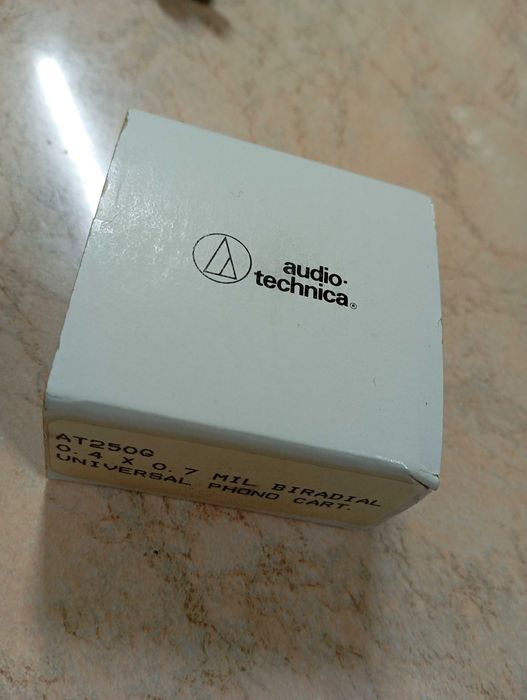 audio-
technica®
AT250G
0.4 X 0.7 MIL BIRADIAL
UNIVERSAL PHONO CART.